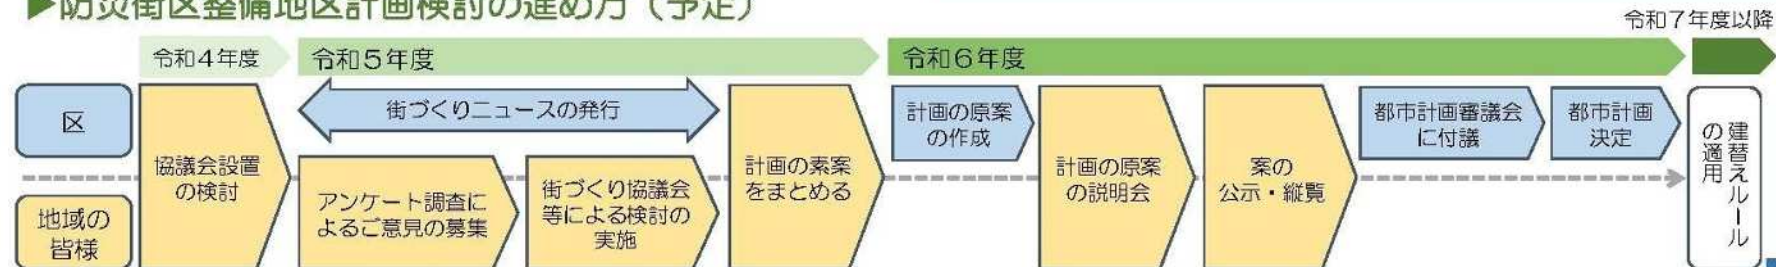 ▶防災街区整備地区計画検討の進め方（予定）
令和７年度以降
令和４年度
令和５年度
令和６年度
区
地域の
皆様
協議会設置
の検討
街づくりニュースの発行
アンケート調査に
よるご意見の募集
街づくり協議会
等による検討の
実施
計画の素案
をまとめる
計画の原案
の作成
計画の原案
の説明会
案の
公示・縦覧
都市計画審議会
に付議
都市計画
決定
建替えルール
の適用